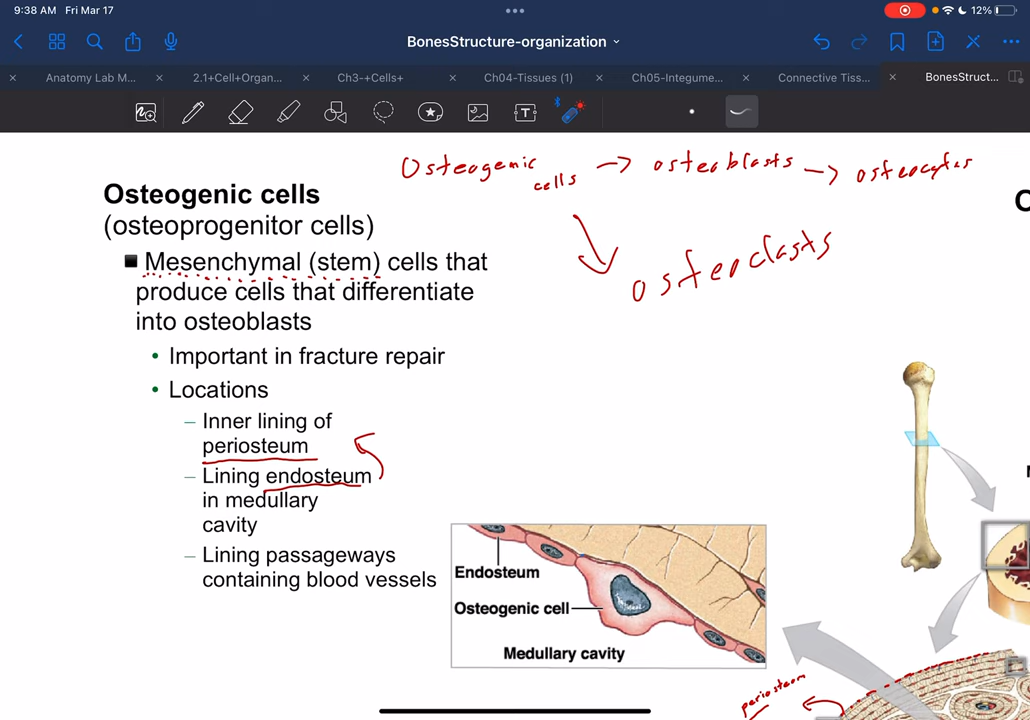 9:38 AM Fri Mar 17
12%
BonesStructure-organization
Anatomy Lab M...
2.1+Cell+Organ...
Ch3-+Cells+
Ch04-Tissues (1)
Ch05-Integume...
Connective Tiss...
BonesStruct...
Osteogenic cells → osteoblasts → osteocytes
osteoclasts
Osteogenic cells
(osteoprogenitor cells)
Mesenchymal (stem) cells that
produce cells that differentiate
into osteoblasts
• Important in fracture repair
• Locations
– Inner lining of
periosteum
– Lining endosteum
in medullary
cavity
– Lining passageways
containing blood vessels
Endosteum
Osteogenic cell
Medullary cavity
periosteum